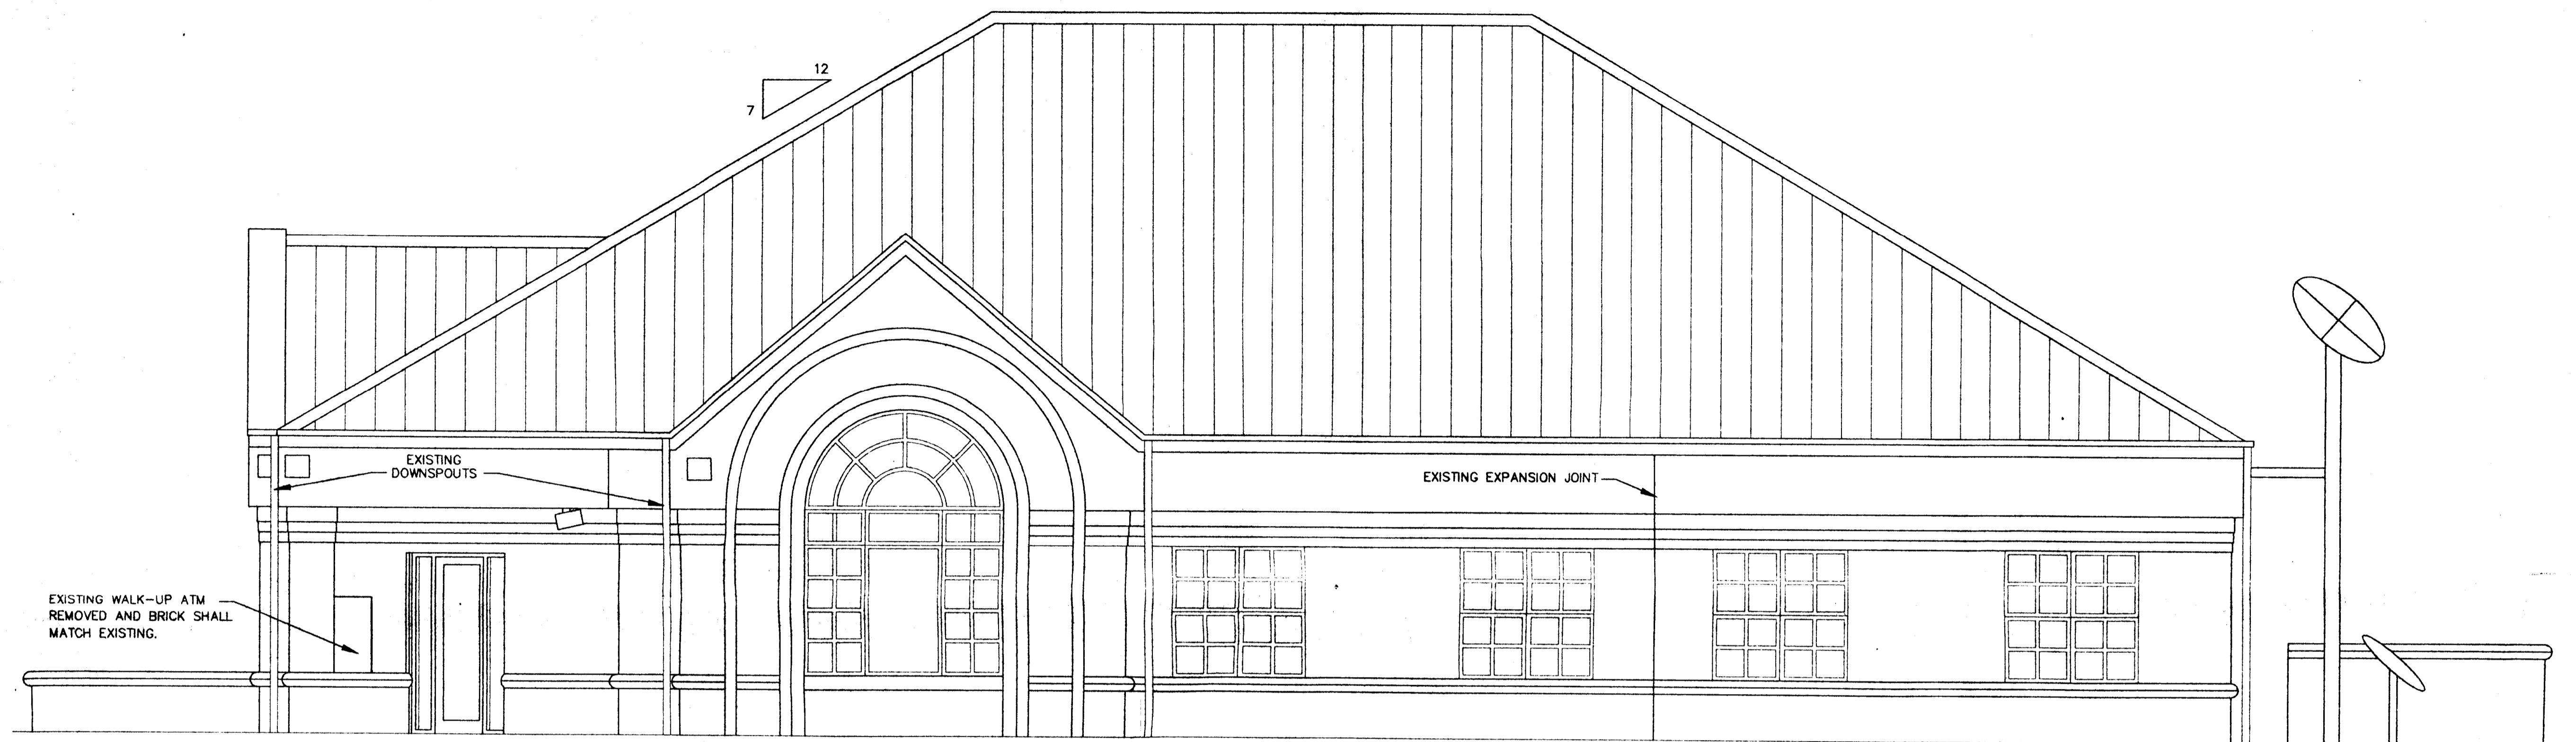 12
7
EXISTING
DOWNSPOUTS
EXISTING EXPANSION JOINT
EXISTING WALK-UP ATM
REMOVED AND BRICK SHALL
MATCH EXISTING.